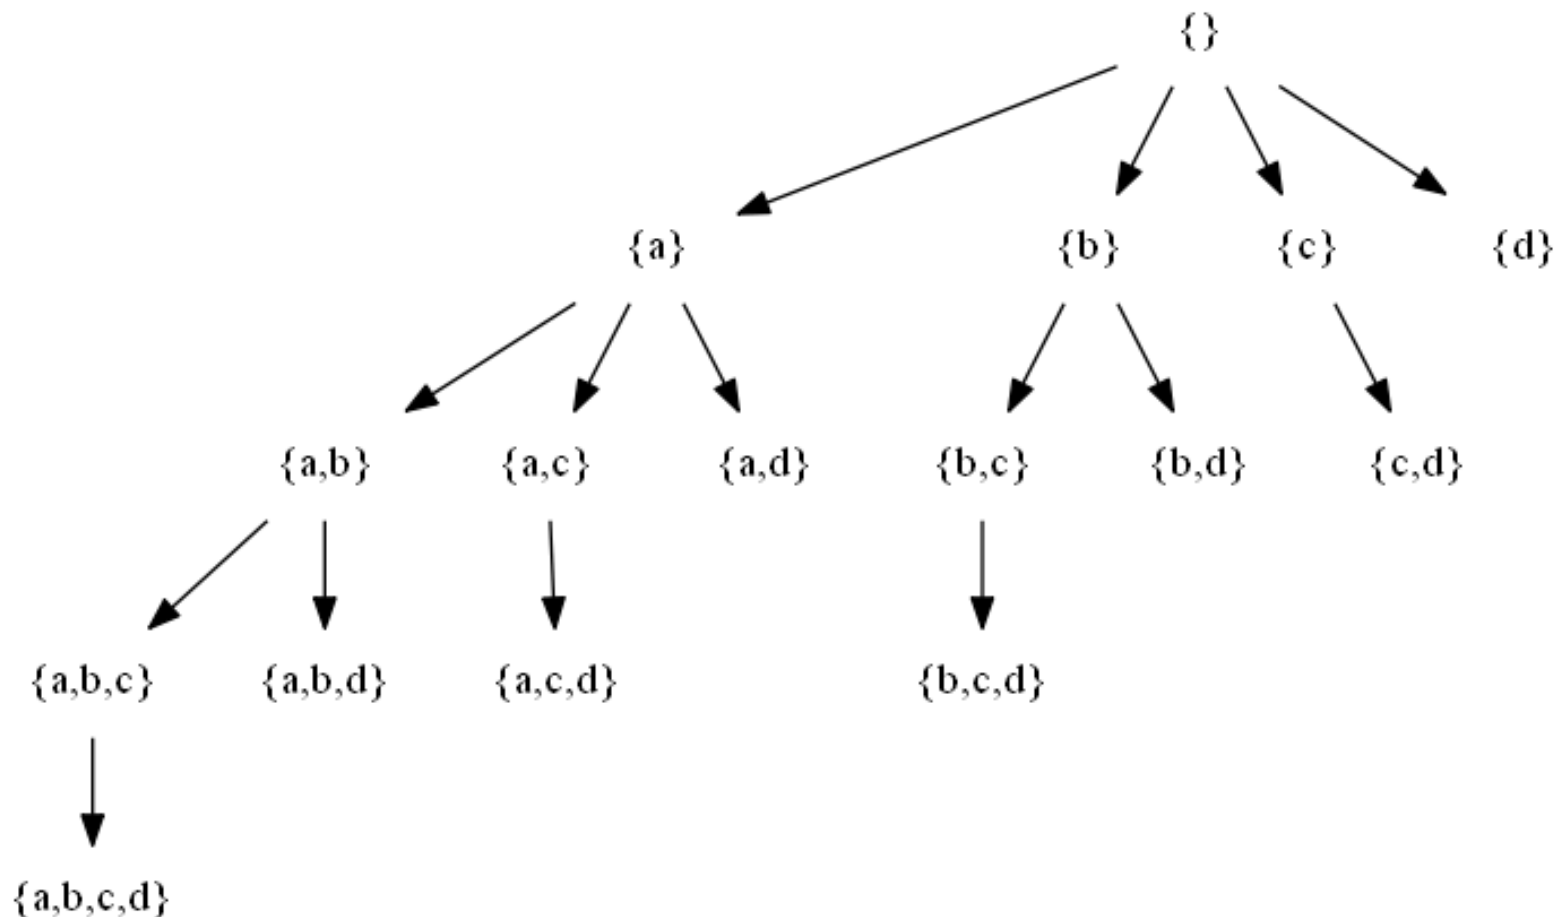 {}
{a} {b} {c} {d}
{a,b} {a,c} {a,d} {b,c} {b,d} {c,d}
{a,b,c} {a,b,d} {a,c,d} {b,c,d}
{a,b,c,d}